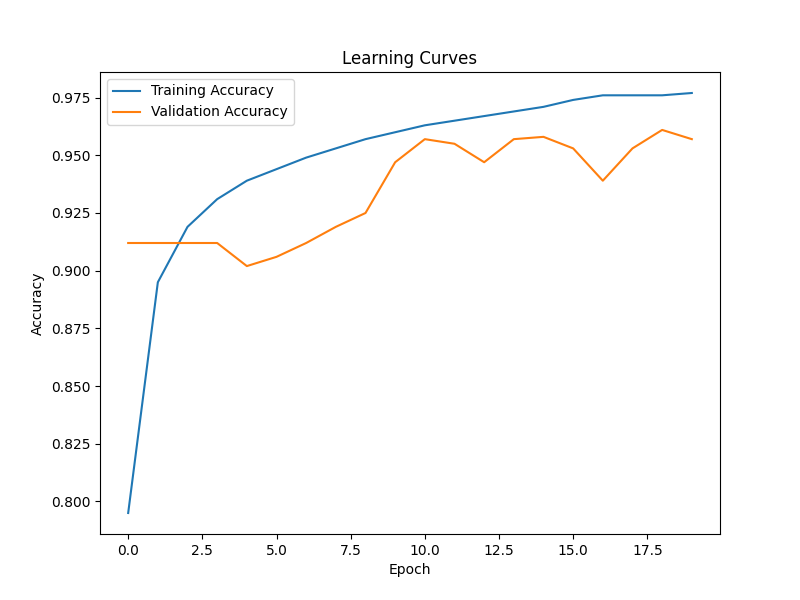 Learning Curves
Training Accuracy
Validation Accuracy
Accuracy
0.975
0.950
0.925
0.900
0.875
0.850
0.825
0.800
0.0 2.5 5.0 7.5 10.0 12.5 15.0 17.5
Epoch